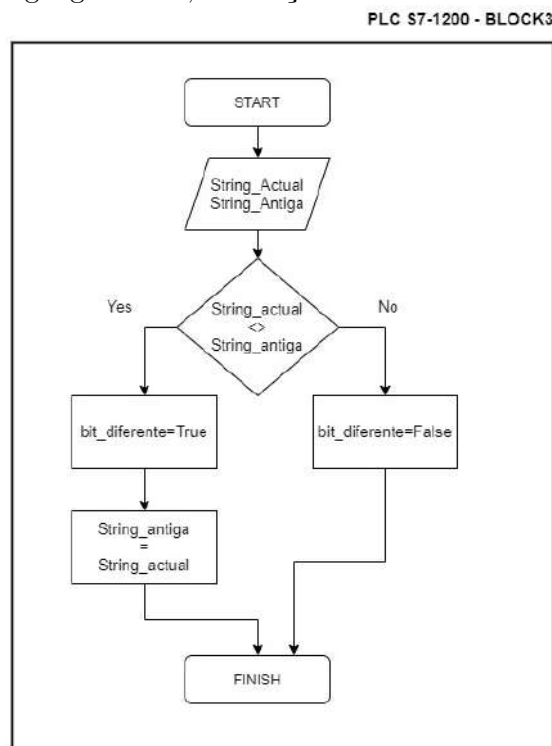 PLC S7-1200 - BLOCK3
START
String_Actual
String_Antiga
Yes
String_actual
<>
String_antiga
No
bit_diferente=True
bit_diferente=False
String_antiga
=
String_actual
FINISH